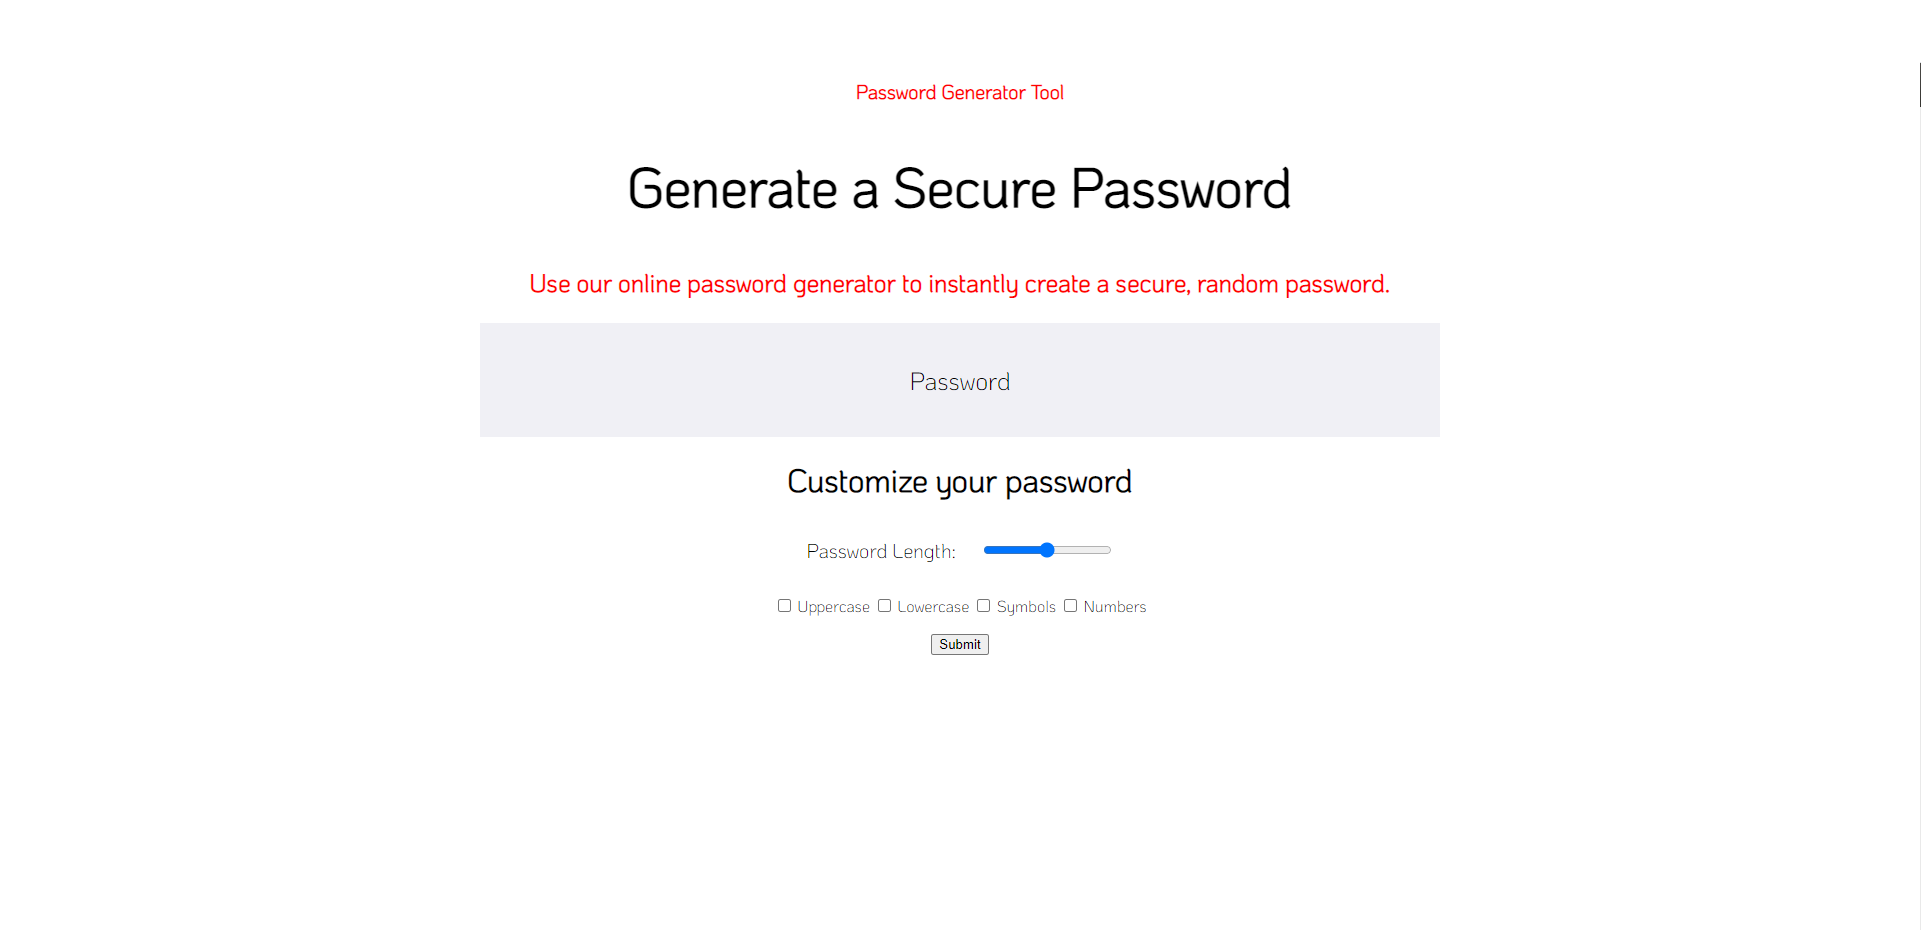 Password Generator Tool
Generate a Secure Password
Use our online password generator to instantly create a secure, random password.
Password
Customize your password
Password Length:
Uppercase Lowercase Symbols Numbers
Submit